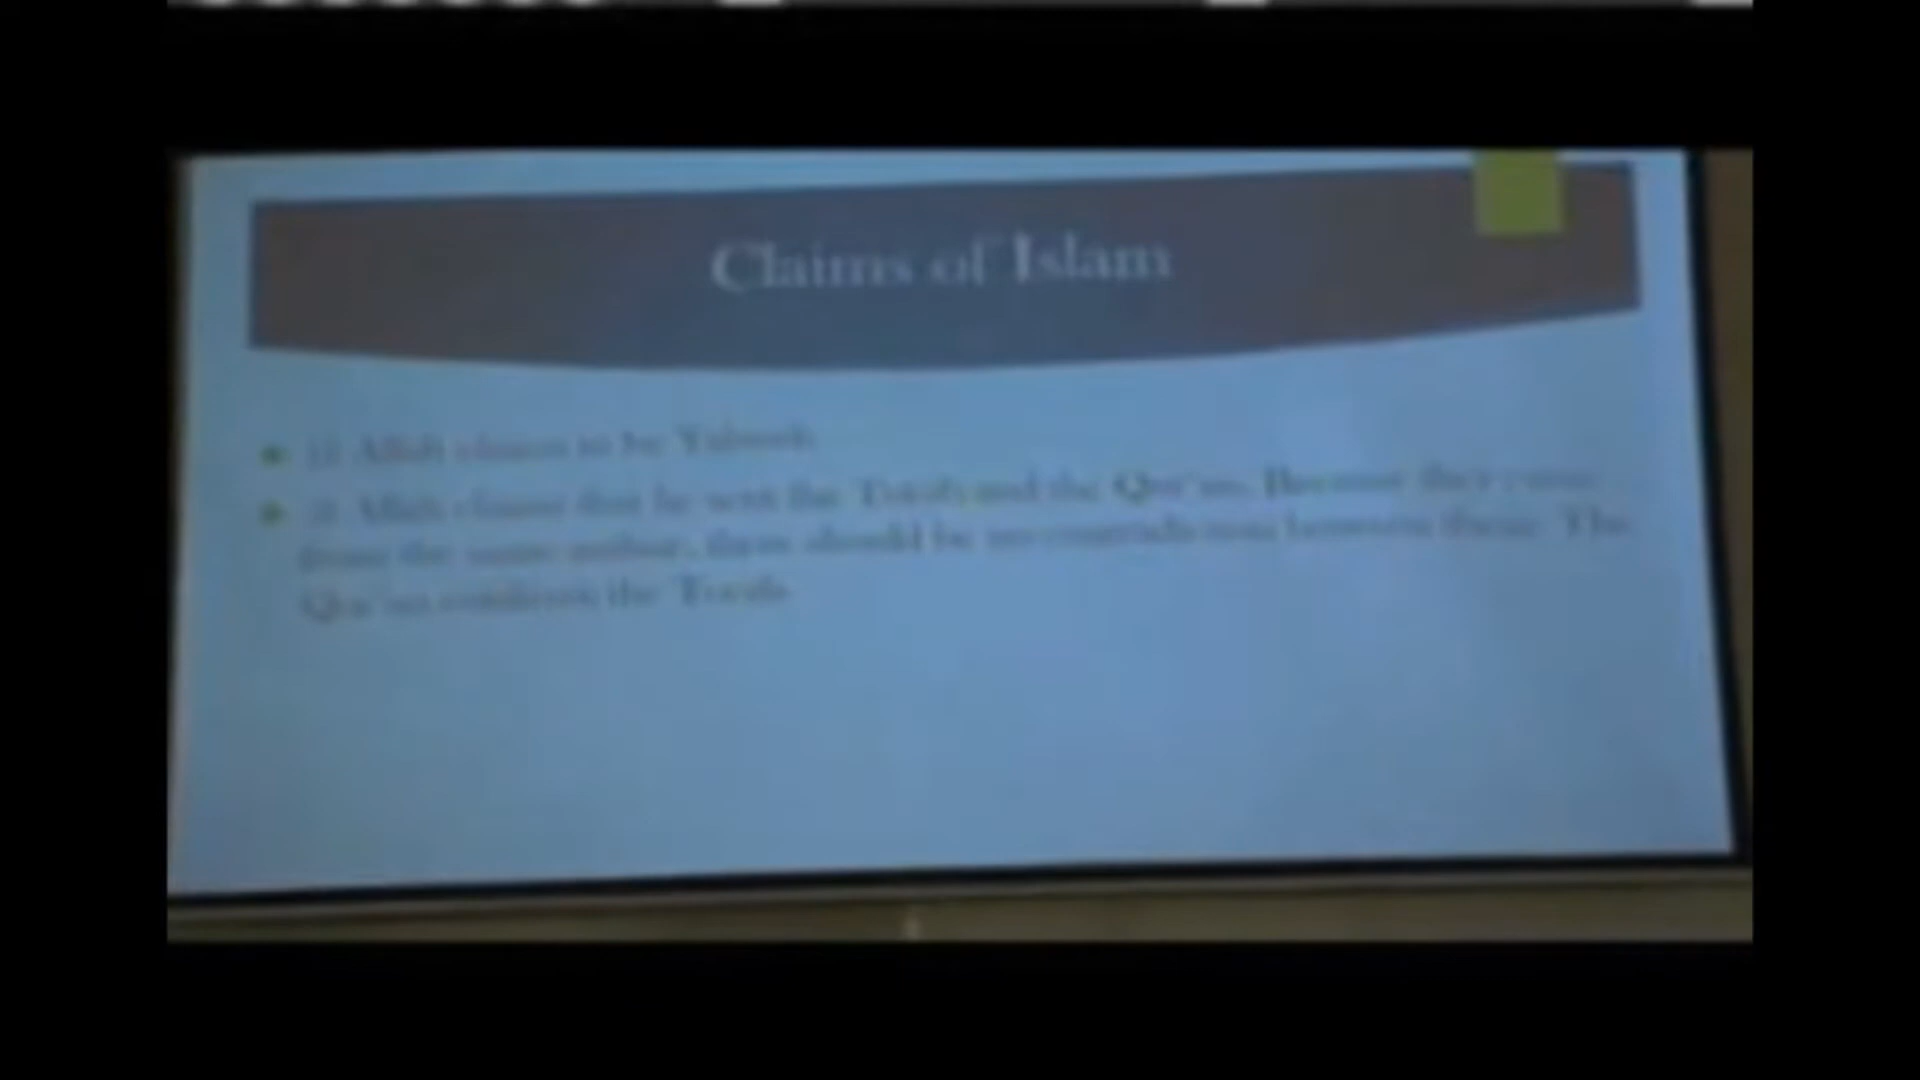 Claims of Islam
1) Allah claims to be Yahweh.
2) Allah claims that he sent the Torah and the Qur'an. Because they came
from the same author, there should be no contradiction between them. The
Qur'an confirms the Torah.